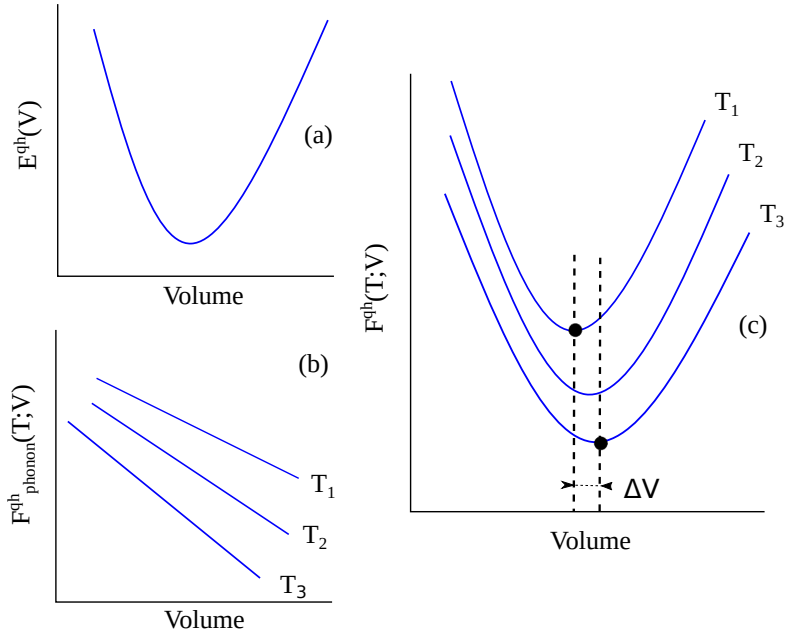 E^qh(V)
(a)
Volume
F^qh_phonon(T;V)
(b)
T₁
T₂
T₃
Volume
F^qh(T;V)
T₁
T₂
T₃
(c)
ΔV
Volume